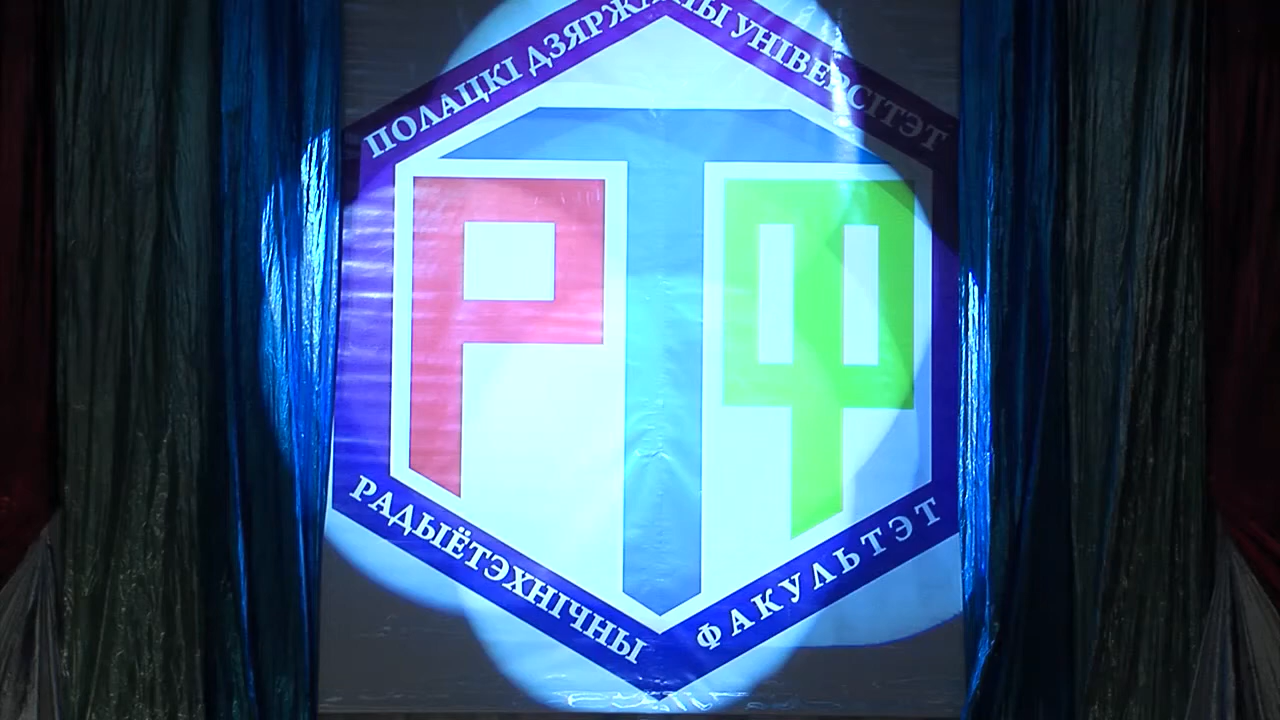 ПОЛАЦКІ ДЗЯРЖАЎНЫ УНІВЕРСІТЭТ
РТФ
РАДЫЁТЭХНІЧНЫ
ФАКУЛЬТЭТ